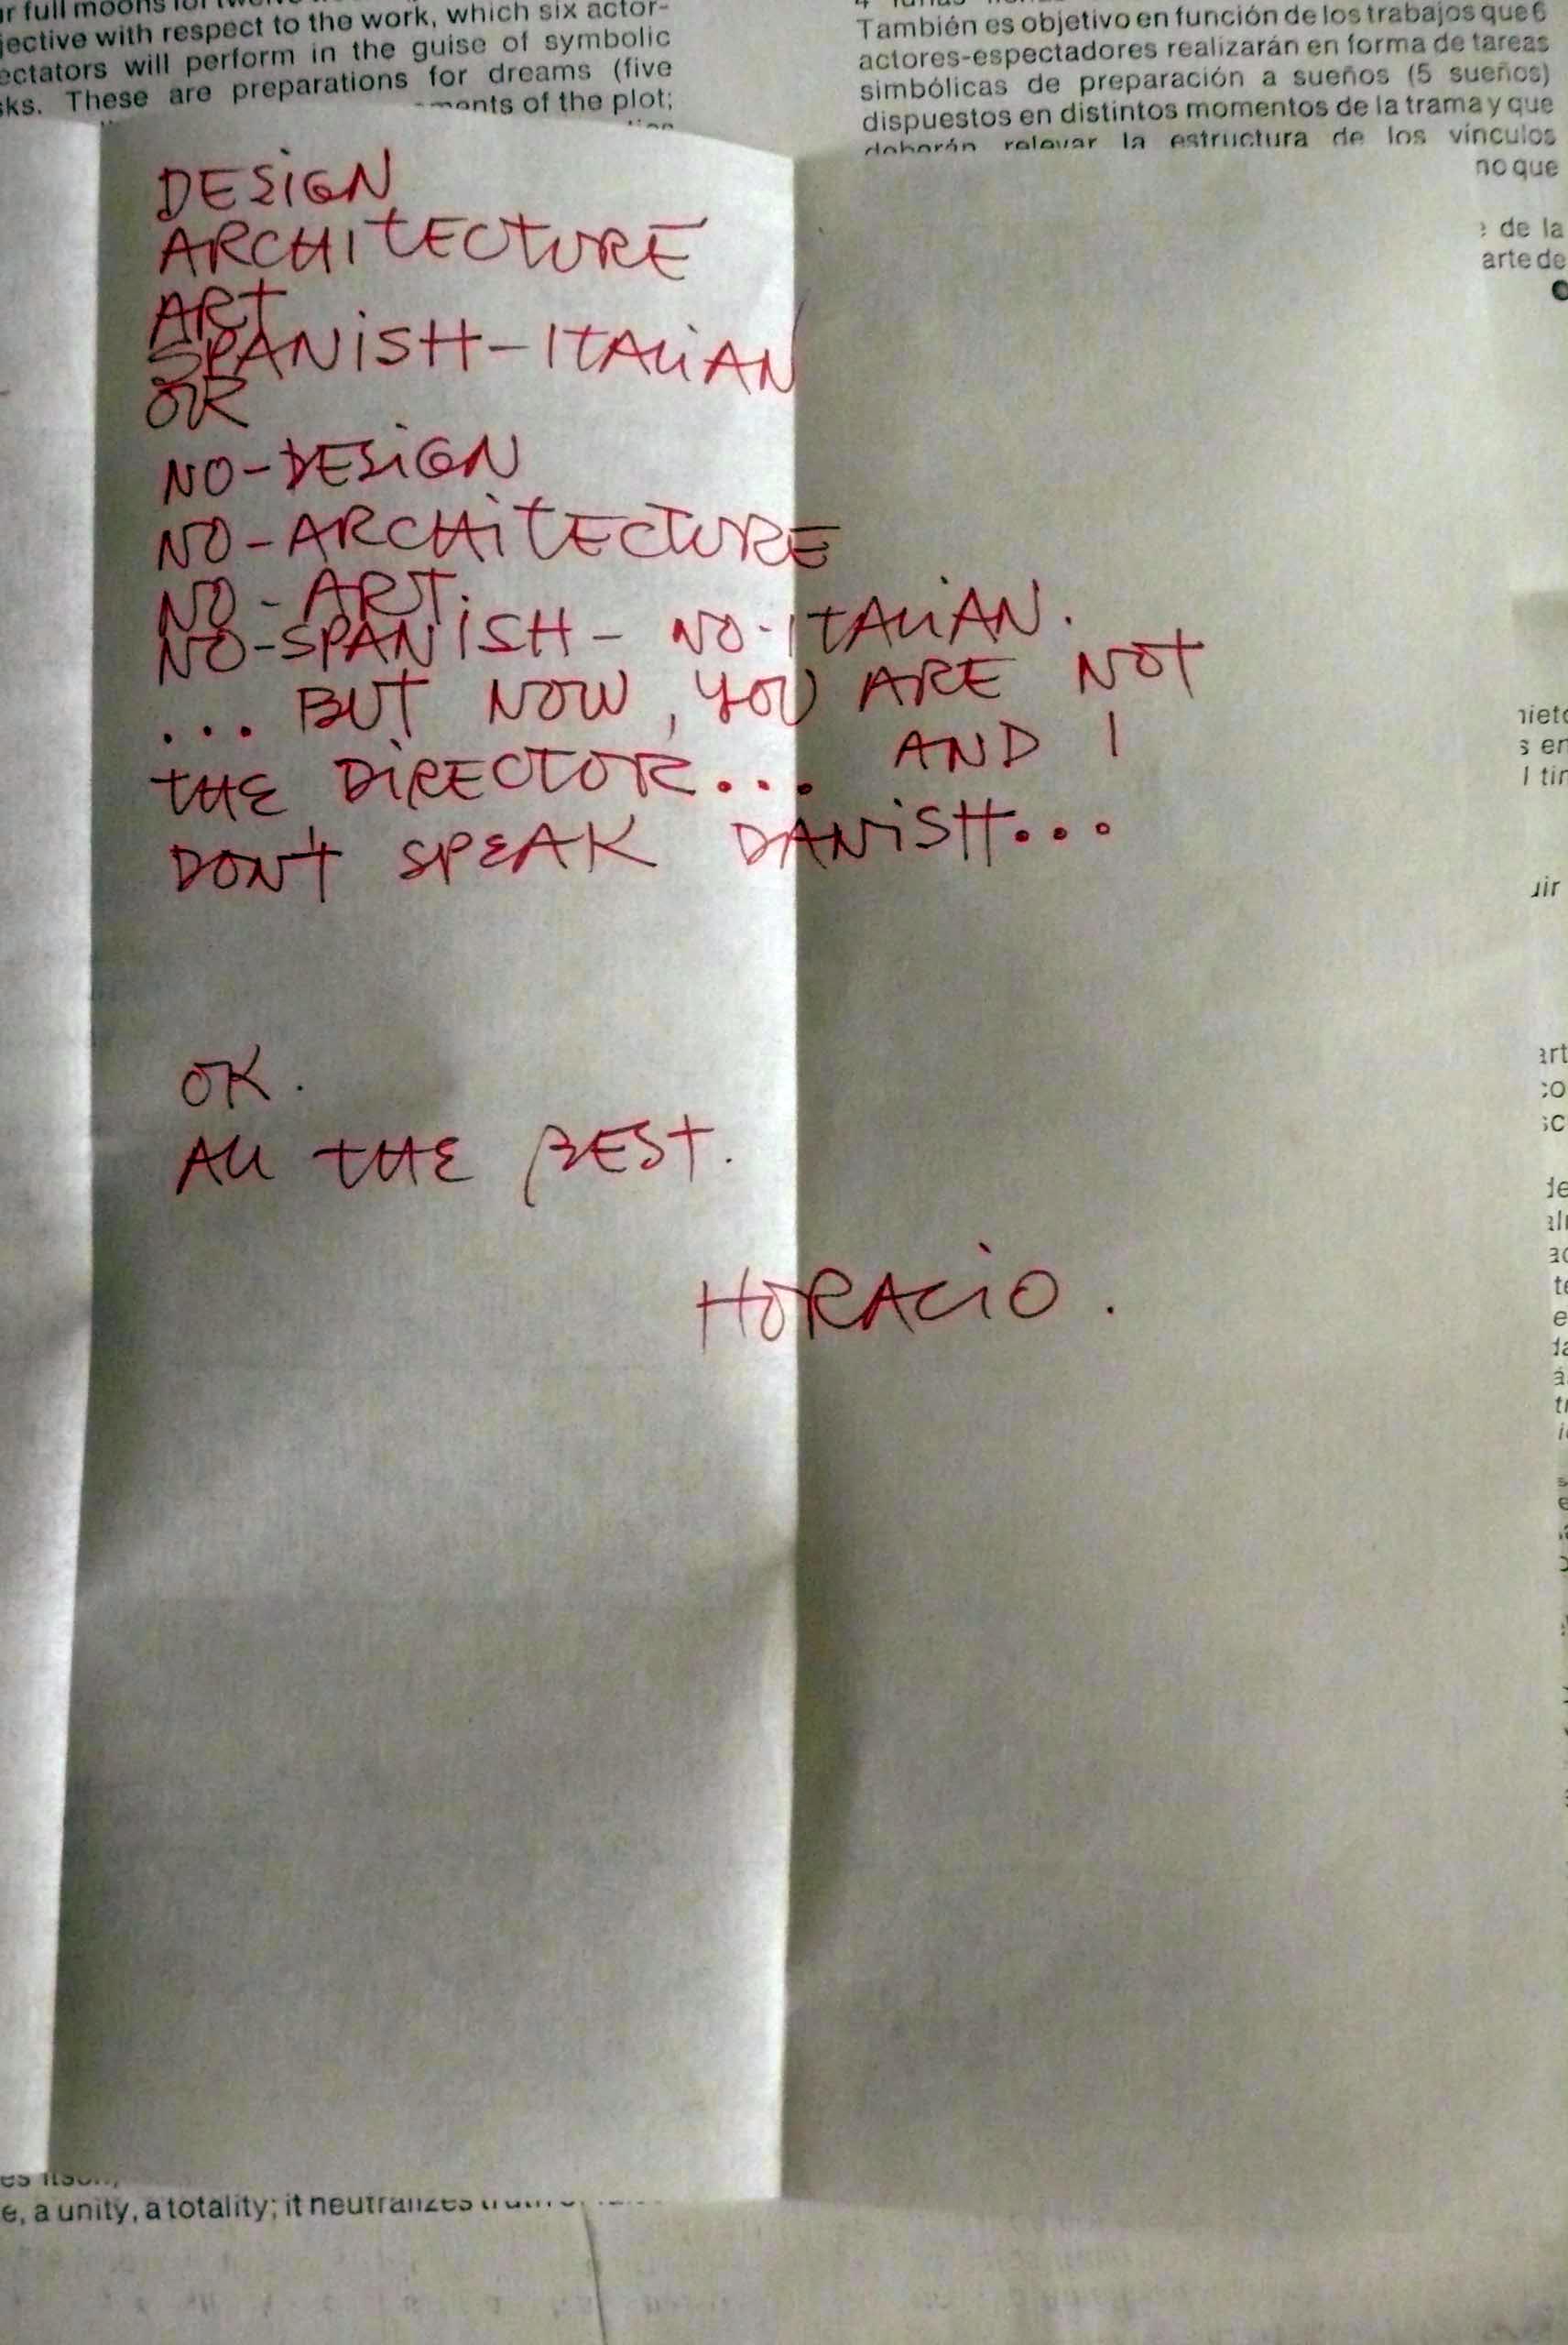 full moons for
jective with respect to the work, which six actor-
ectators will perform in the guise of symbolic
sks. These are preparations for dreams (five
ments of the plot;
También es objetivo en función de los trabajos que 6
actores-espectadores realizarán en forma de tareas
simbólicas de preparación a sueños (5 sueños)
dispuestos en distintos momentos de la trama y que
deberán relevar la estructura de los vínculos
no que
de la
arte de
DESIGN
ARCHITECTURE
ART
SPANISH-ITALIAN
OR
NO-DESIGN
NO-ARCHITECTURE
NO-ART.
NO-SPANISH- NO-ITALIAN.
... BUT NOW, YOU ARE NOT
THE DIRECTOR... AND I
DON'T SPEAK DANISH...
OK.
ALL THE BEST.
HORACIO.
e, a unity, a totality; it neutralizes